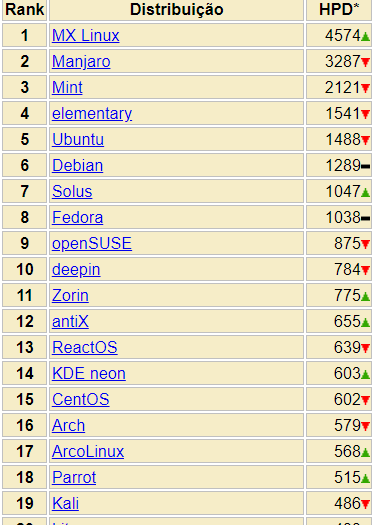 Rank Distribuição HPD*
1 MX Linux 4574
2 Manjaro 3287
3 Mint 2121
4 elementary 1541
5 Ubuntu 1488
6 Debian 1289
7 Solus 1047
8 Fedora 1038
9 openSUSE 875
10 deepin 784
11 Zorin 775
12 antiX 655
13 ReactOS 639
14 KDE neon 603
15 CentOS 602
16 Arch 579
17 ArcoLinux 568
18 Parrot 515
19 Kali 486